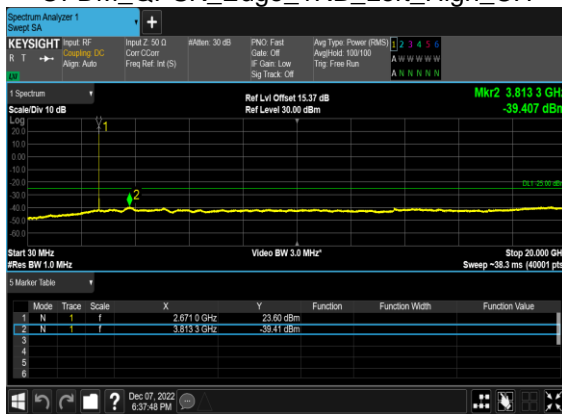 Spectrum Analyzer 1
Swept SA
+
KEYSIGHT
R T
Input: RF
Coupling: DC
Align: Auto
Input Z: 50 Ω
Corr CCorr
Freq Ref: Int (S)
#Atten: 30 dB
PNO: Fast
Gate: Off
IF Gain: Low
Sig Track: Off
Avg Type: Power (RMS)
Avg|Hold: 100/100
Trig: Free Run
1 2 3 4 5 6
A W W W W W
A N N N N N
1 Spectrum
Scale/Div 10 dB
Ref Lvl Offset 15.37 dB
Ref Level 30.00 dBm
Mkr2 3.813 3 GHz
-39.407 dBm
Log
20.0
10.0
0.00
-10.0
-20.0
-30.0
-40.0
-50.0
-60.0
1
2
Start 30 MHz
#Res BW 1.0 MHz
Video BW 3.0 MHz*
Stop 20.000 GHz
Sweep ~38.3 ms (40001 pts)
5 Marker Table
Mode Trace Scale X Y Function Function Width Function Value
1 N 1 f 2.671 0 GHz 23.60 dBm
2 N 1 f 3.813 3 GHz -39.41 dBm
3
4
5
6
?
Dec 07, 2022
6:37:48 PM